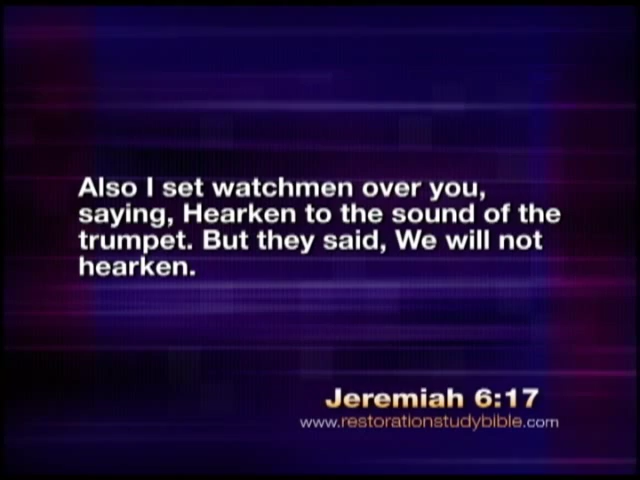 Also I set watchmen over you,
saying, Hearken to the sound of the
trumpet. But they said, We will not
hearken.
Jeremiah 6:17
www.restorationstudybible.com